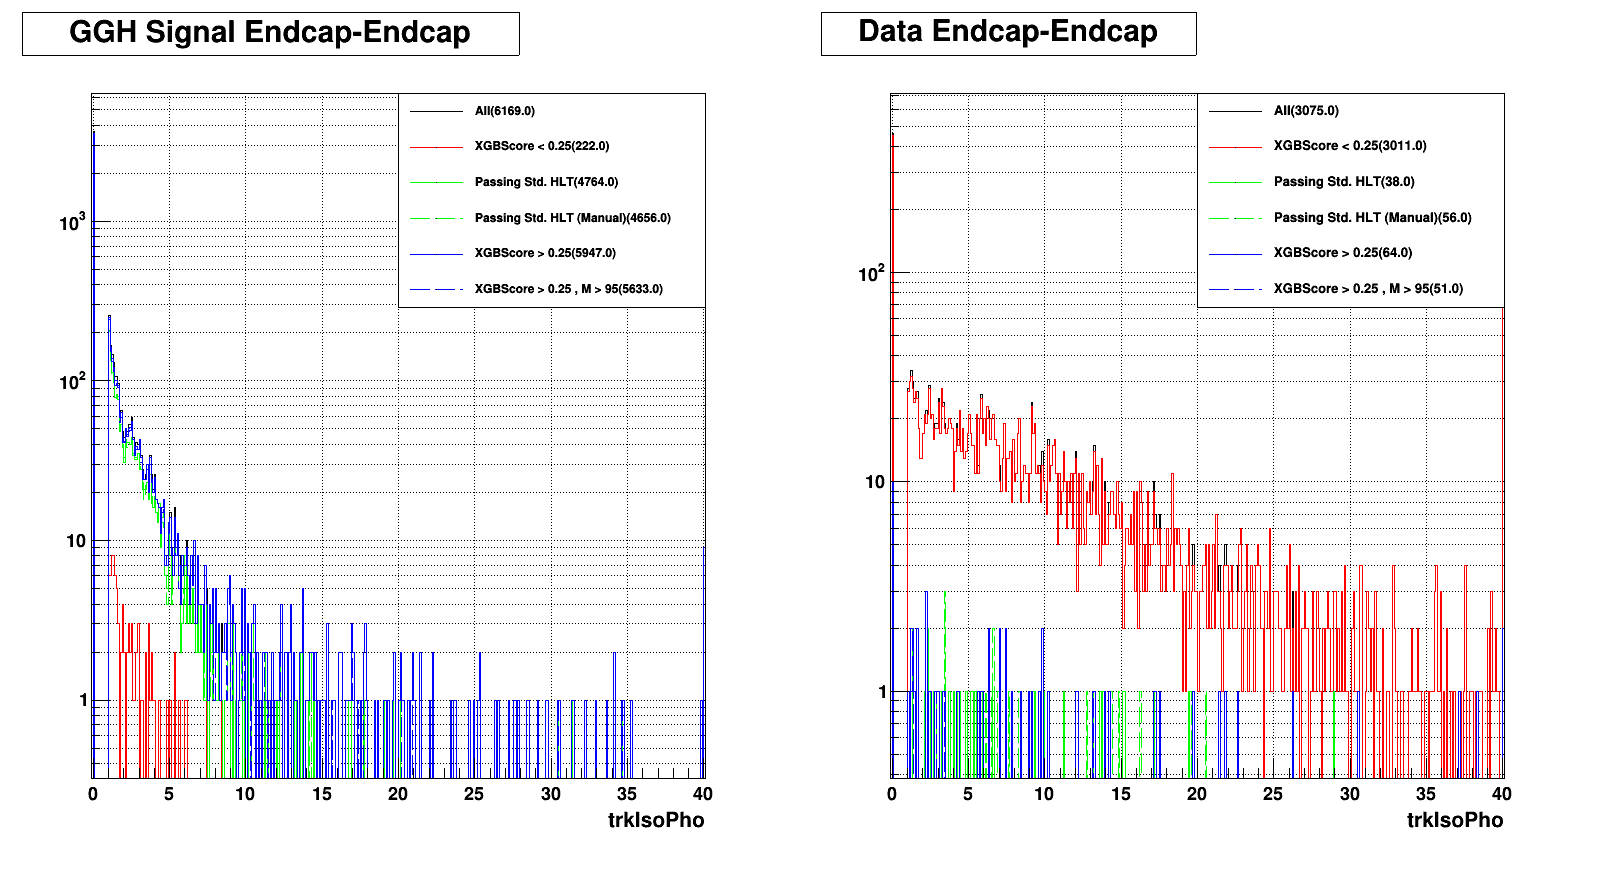 GGH Signal Endcap-Endcap
All(6169.0)
XGBScore < 0.25(222.0)
Passing Std. HLT(4764.0)
Passing Std. HLT (Manual)(4656.0)
XGBScore > 0.25(5947.0)
XGBScore > 0.25 , M > 95(5633.0)
10³
10²
10
1
0 5 10 15 20 25 30 35 40
trkIsoPho
Data Endcap-Endcap
All(3075.0)
XGBScore < 0.25(3011.0)
Passing Std. HLT(38.0)
Passing Std. HLT (Manual)(56.0)
XGBScore > 0.25(64.0)
XGBScore > 0.25 , M > 95(51.0)
10²
10
1
0 5 10 15 20 25 30 35 40
trkIsoPho